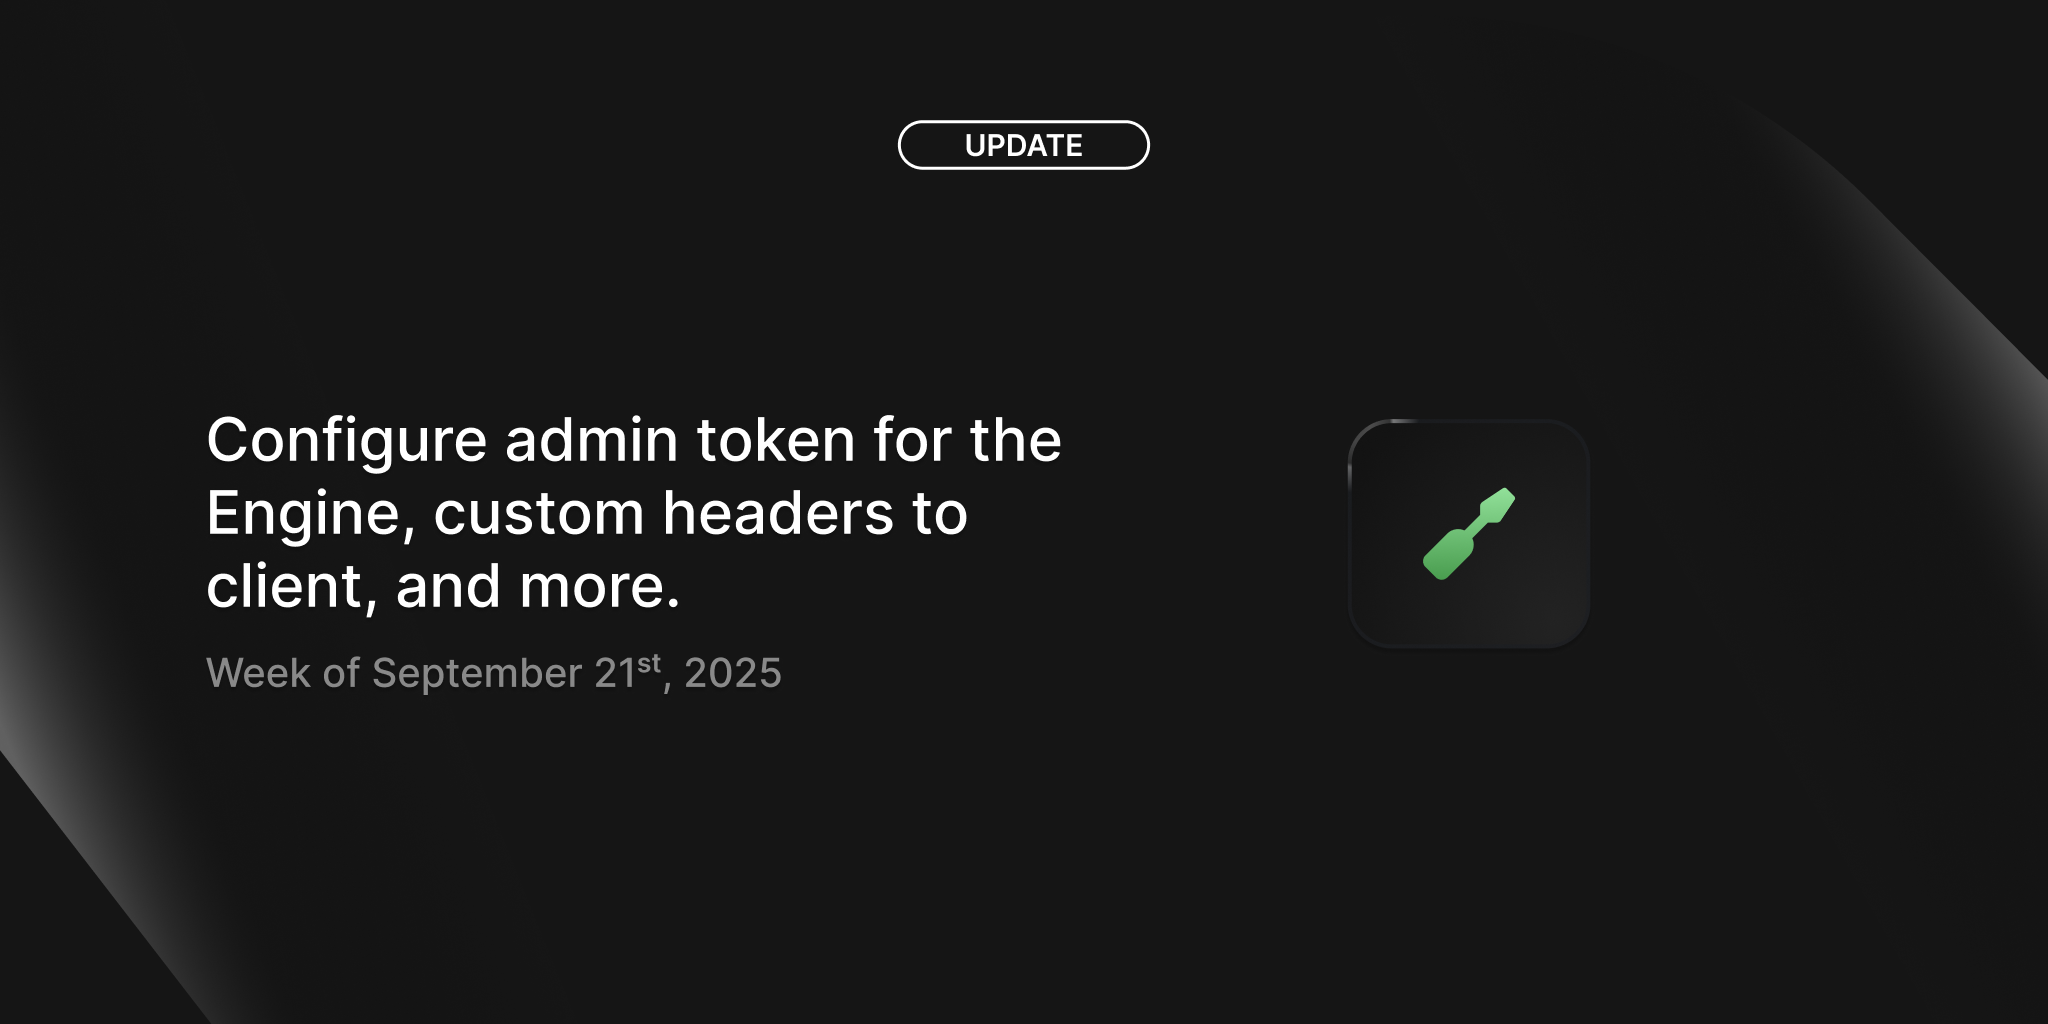 UPDATE
Configure admin token for the
Engine, custom headers to
client, and more.
Week of September 21st, 2025